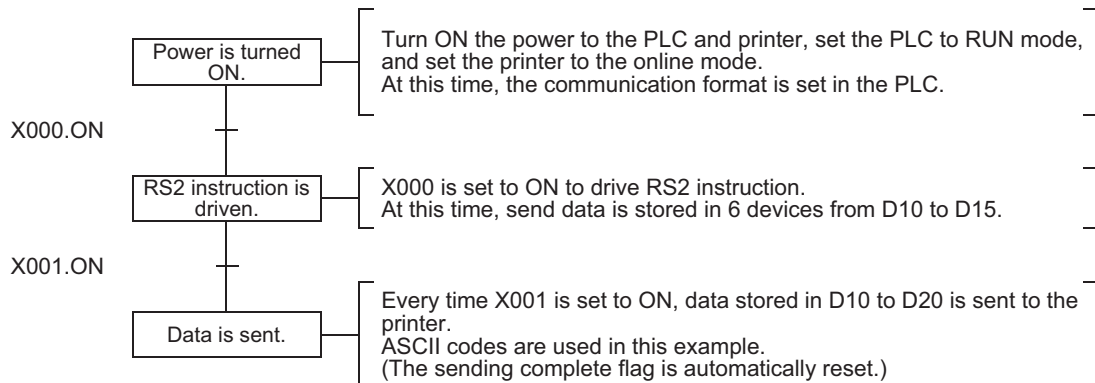 Power is turned
ON.
Turn ON the power to the PLC and printer, set the PLC to RUN mode,
and set the printer to the online mode.
At this time, the communication format is set in the PLC.
X000.ON
RS2 instruction is
driven.
X000 is set to ON to drive RS2 instruction.
At this time, send data is stored in 6 devices from D10 to D15.
X001.ON
Data is sent.
Every time X001 is set to ON, data stored in D10 to D20 is sent to the
printer.
ASCII codes are used in this example.
(The sending complete flag is automatically reset.)